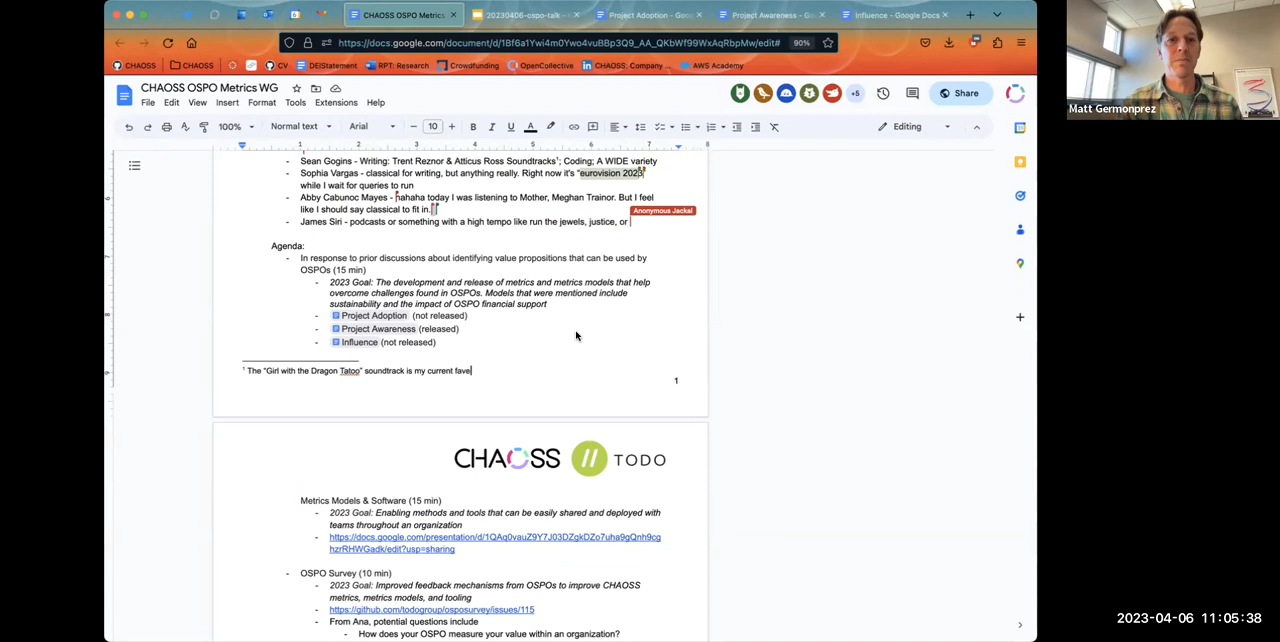 CHAOSS OSPO Metrics
20230406-ospo-talk -
Project Adoption - Goo
Project Awareness - Go
Influence - Google Docs
https://docs.google.com/document/d/1Bf6a1Ywi4m0Ywo4vuBBp3Q9_AA_QKbWf99WxAqRbpMw/edit#
90%
CHAOSS
CHAOSS
CV
DEIStatement
RPT: Research
Crowdfunding
OpenCollective
CHAOSS: Company...
AWS Academy
CHAOSS OSPO Metrics WG
File Edit View Insert Format Tools Extensions Help
+5
Share
100%
Normal text
Arial
10
Editing
1 2 3 4 5 6 7 8
- Sean Gogins - Writing: Trent Reznor & Atticus Ross Soundtracks¹; Coding; A WIDE variety
- Sophia Vargas - classical for writing, but anything really. Right now it's "eurovision 2023
while I wait for queries to run
- Abby Cabunoc Mayes - hahaha today I was listening to Mother, Meghan Trainor. But I feel
like I should say classical to fit in.
Anonymous Jackal
- James Siri - podcasts or something with a high tempo like run the jewels, justice, or
Agenda:
- In response to prior discussions about identifying value propositions that can be used by
OSPOs (15 min)
- 2023 Goal: The development and release of metrics and metrics models that help
overcome challenges found in OSPOs. Models that were mentioned include
sustainability and the impact of OSPO financial support
- Project Adoption (not released)
- Project Awareness (released)
- Influence (not released)
¹ The "Girl with the Dragon Tatoo" soundtrack is my current fave
1
CHAOSS // TODO
Metrics Models & Software (15 min)
- 2023 Goal: Enabling methods and tools that can be easily shared and deployed with
teams throughout an organization
- https://docs.google.com/presentation/d/1QAq0vauZ9Y7J03DZgkDZo7uha9gQnh9cg
hzrRHWGadk/edit?usp=sharing
- OSPO Survey (10 min)
- 2023 Goal: Improved feedback mechanisms from OSPOs to improve CHAOSS
metrics, metrics models, and tooling
- https://github.com/todogroup/osposurvey/issues/115
- From Ana, potential questions include
- How does your OSPO measure your value within an organization?
Matt Germonprez
2023-04-06 11:05:38